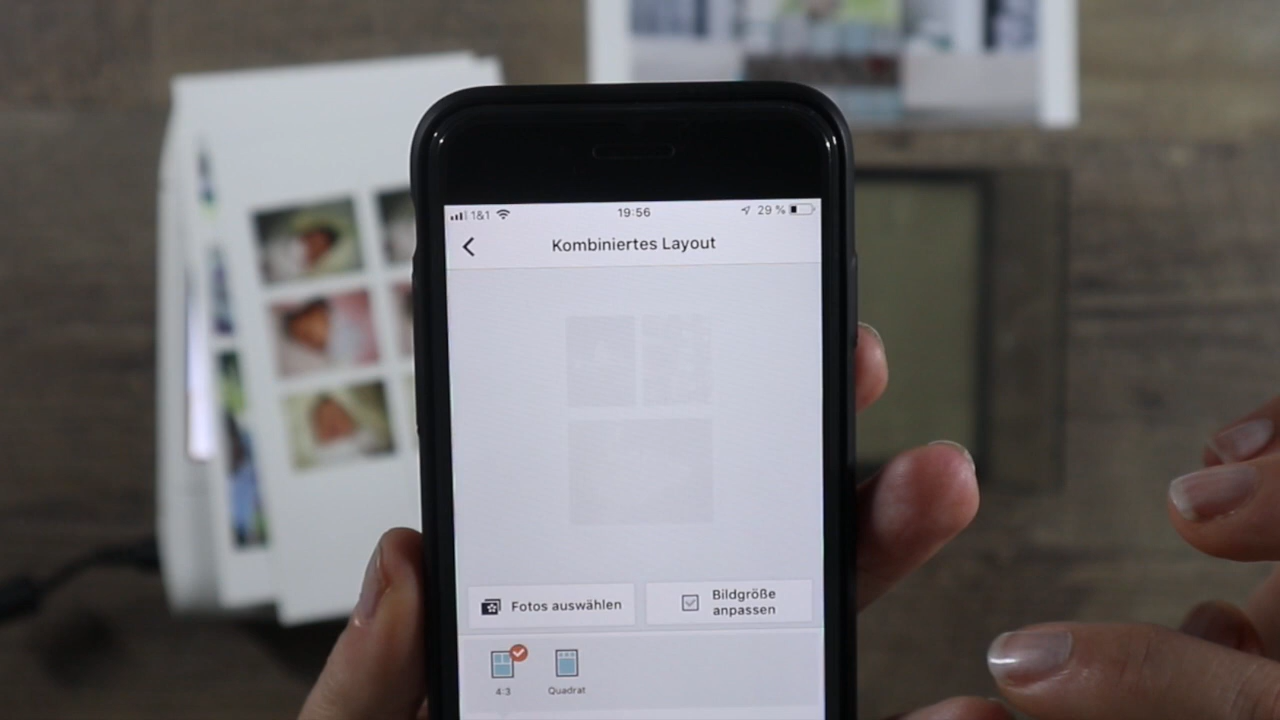 1&1 19:56 29 %
Kombiniertes Layout
Fotos auswählen
Bildgröße
anpassen
4:3 Quadrat